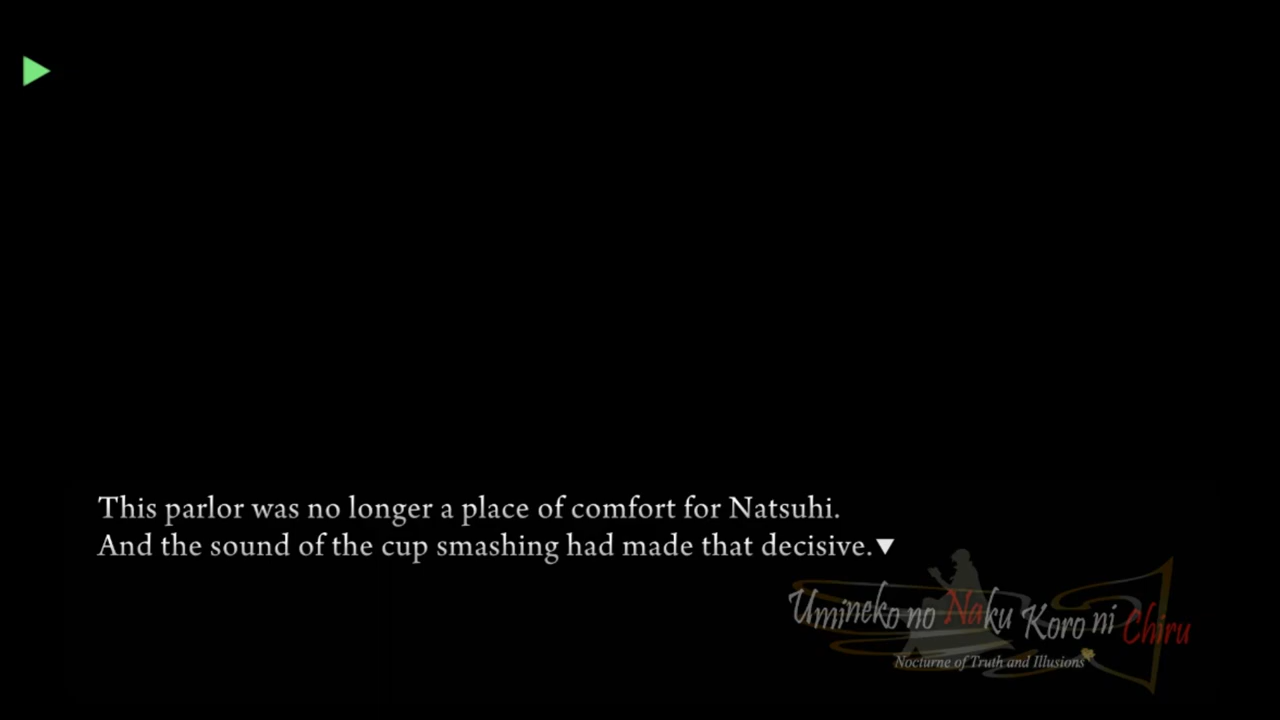 This parlor was no longer a place of comfort for Natsuhi.
And the sound of the cup smashing had made that decisive.
Umineko no Naku Koro ni Chiru
Nocturne of Truth and Illusions